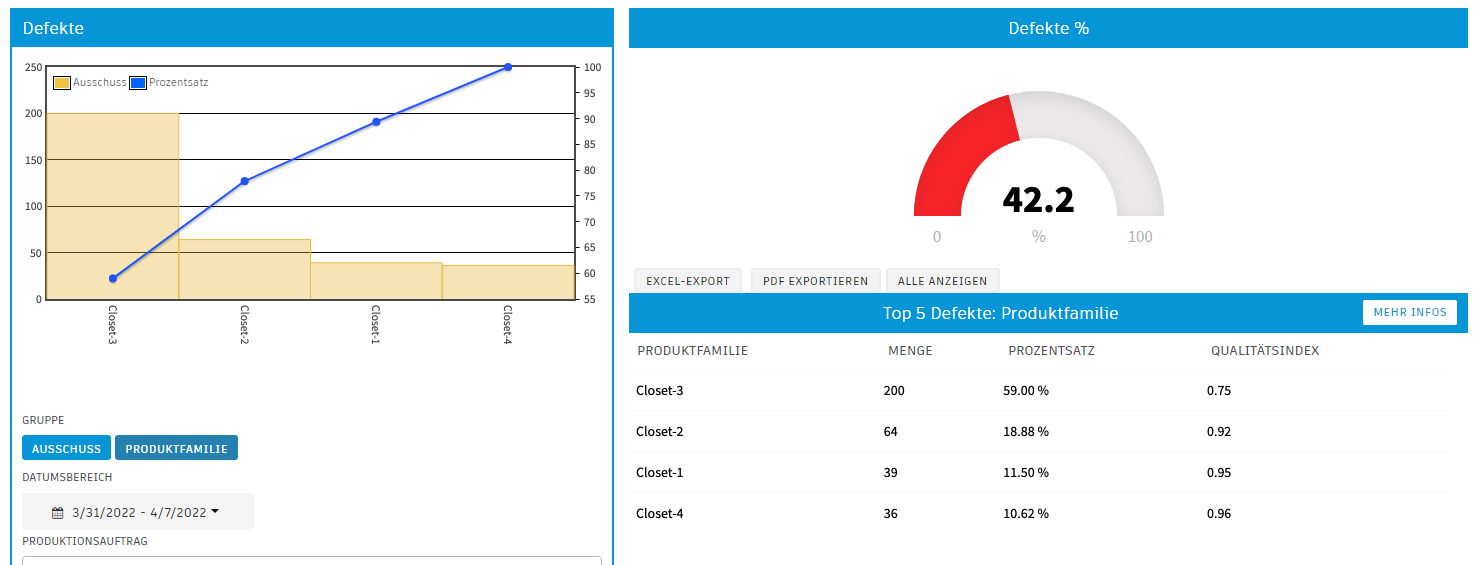 Defekte
Ausschuss Prozentsatz
250
200
150
100
50
0
100
95
90
85
80
75
70
65
60
55
Closet-3
Closet-2
Closet-1
Closet-4
GRUPPE
AUSSCHUSS PRODUKTFAMILIE
DATUMSBEREICH
3/31/2022 - 4/7/2022
PRODUKTIONSAUFTRAG
Defekte %
42.2
0 % 100
EXCEL-EXPORT PDF EXPORTIEREN ALLE ANZEIGEN
Top 5 Defekte: Produktfamilie MEHR INFOS
PRODUKTFAMILIE MENGE PROZENTSATZ QUALITÄTSINDEX
Closet-3 200 59.00 % 0.75
Closet-2 64 18.88 % 0.92
Closet-1 39 11.50 % 0.95
Closet-4 36 10.62 % 0.96